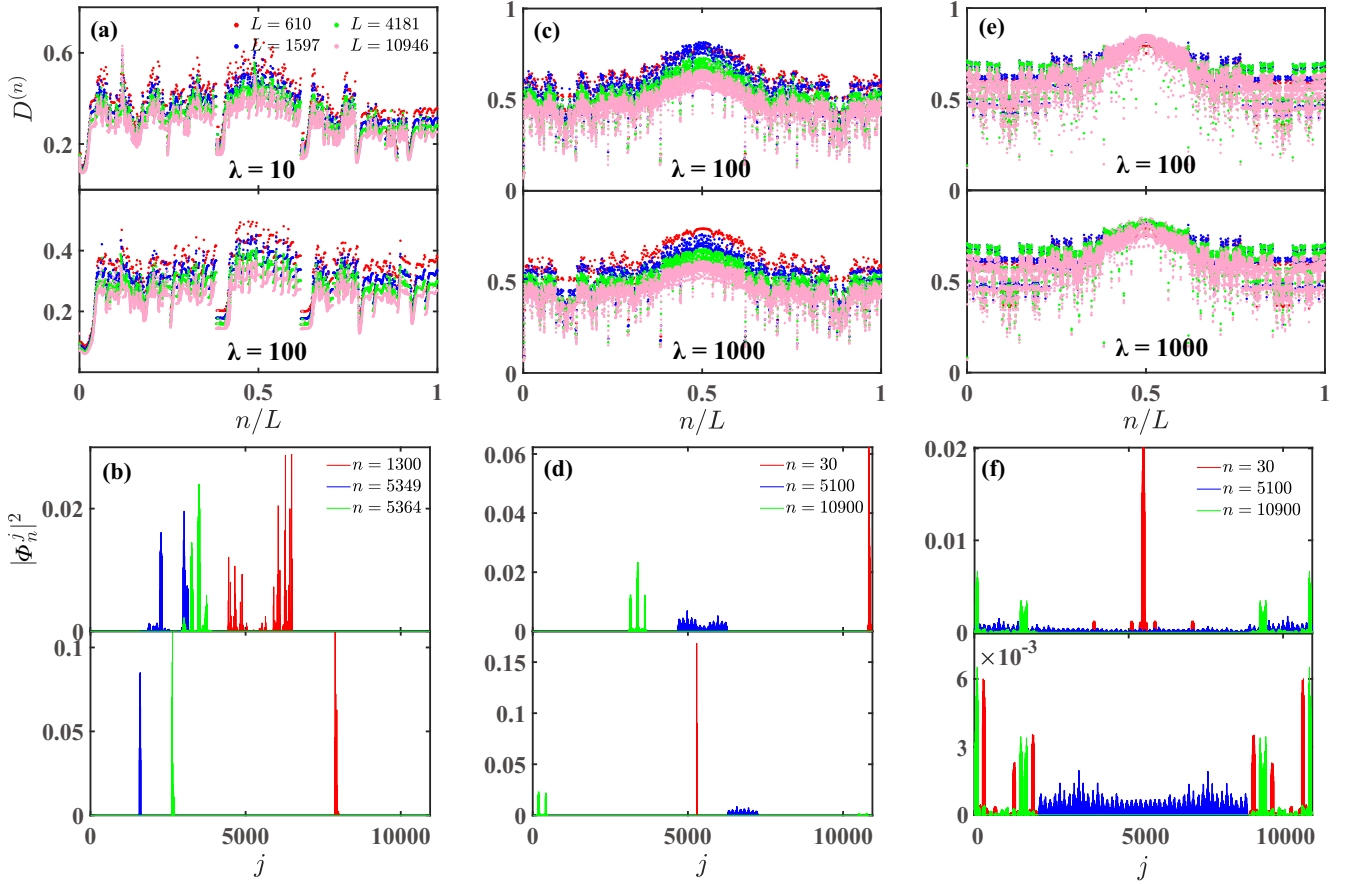 (a)
L = 610
L = 4181
L = 1597
L = 10946
0.6
0.4
0.2
D^{(n)}
λ = 10
0.4
0.2
λ = 100
0
0.5
1
n/L
(c)
1
0.5
0
λ = 100
1
0.5
0
λ = 1000
0
0.5
1
n/L
(e)
1
0.5
0
λ = 100
1
0.5
0
λ = 1000
0
0.5
1
n/L
(b)
n = 1300
n = 5349
n = 5364
0.02
0
|Φ_n^j|^2
0.1
0.05
0
0
5000
10000
j
(d)
n = 30
n = 5100
n = 10900
0.06
0.04
0.02
0
0.15
0.1
0.05
0
0
5000
10000
j
(f)
n = 30
n = 5100
n = 10900
0.02
0.01
0
×10^{-3}
6
3
0
0
5000
10000
j